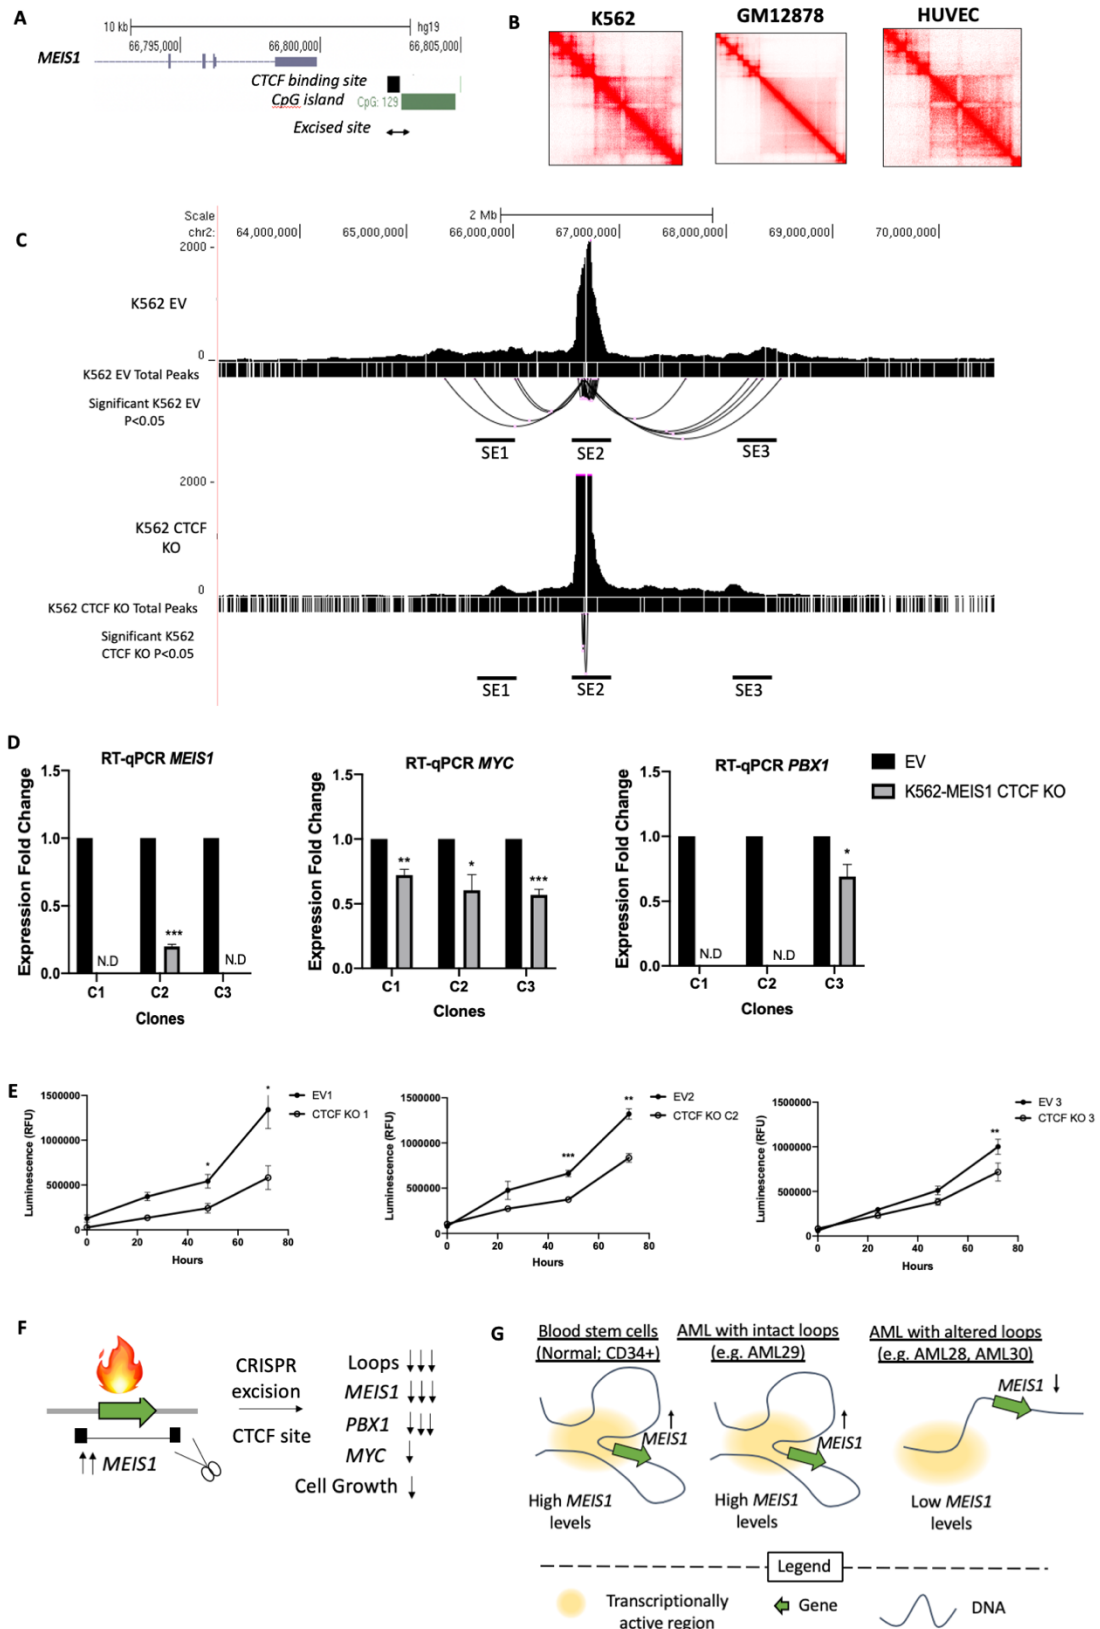 A
10 kb
hg19
66,795,000
66,800,000
66,805,000
MEIS1
CTCF binding site
CpG island
CpG: 129
Excised site
B
K562
GM12878
HUVEC
C
Scale
2 Mb
chr2:
64,000,000
65,000,000
66,000,000
67,000,000
68,000,000
69,000,000
70,000,000
2000
K562 EV
0
K562 EV Total Peaks
Significant K562 EV
P<0.05
SE1
SE2
SE3
2000
K562 CTCF
KO
0
K562 CTCF KO Total Peaks
Significant K562
CTCF KO P<0.05
SE1
SE2
SE3
D
RT-qPCR MEIS1
Expression Fold Change
1.5
1.0
0.5
0.0
N.D
***
N.D
C1
C2
C3
Clones
RT-qPCR MYC
Expression Fold Change
1.5
1.0
0.5
0.0
**
*
***
C1
C2
C3
Clones
RT-qPCR PBX1
Expression Fold Change
1.5
1.0
0.5
0.0
N.D
N.D
*
C1
C2
C3
Clones
EV
K562-MEIS1 CTCF KO
E
Luminescence (RFU)
1500000
1000000
500000
0
*
*
0
20
40
60
80
Hours
EV1
CTCF KO 1
Luminescence (RFU)
1500000
1000000
500000
0
***
**
0
20
40
60
80
Hours
EV2
CTCF KO C2
Luminescence (RFU)
1500000
1000000
500000
0
**
0
20
40
60
80
Hours
EV 3
CTCF KO 3
F
CRISPR
excision
CTCF site
MEIS1
Loops
MEIS1
PBX1
MYC
Cell Growth
G
Blood stem cells
(Normal; CD34+)
MEIS1
High MEIS1
levels
AML with intact loops
(e.g. AML29)
MEIS1
High MEIS1
levels
AML with altered loops
(e.g. AML28, AML30)
MEIS1
Low MEIS1
levels
Legend
Transcriptionally
active region
Gene
DNA